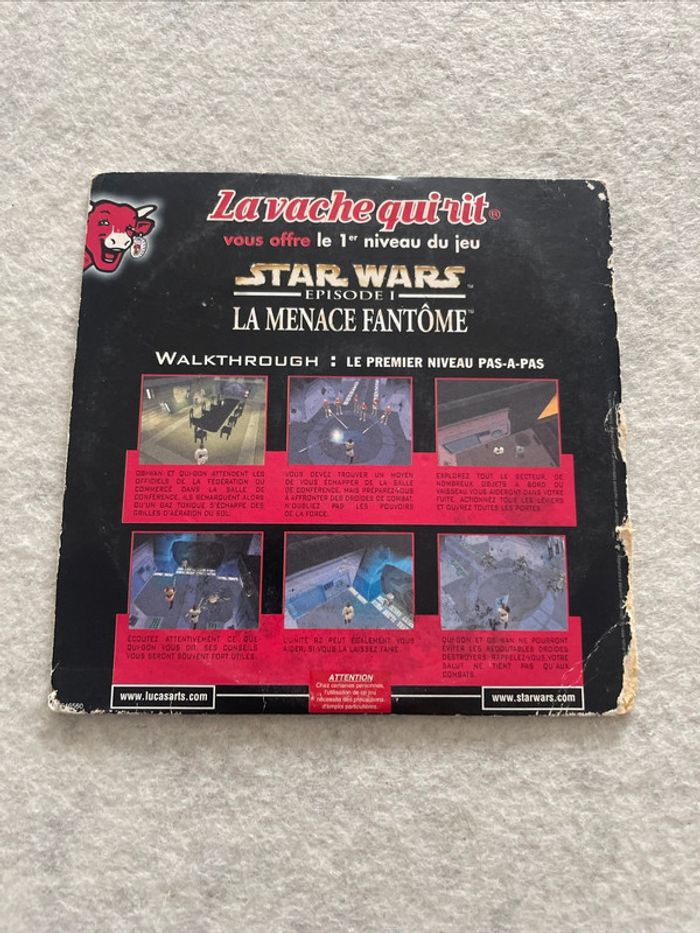 La vache qui rit®
vous offre le 1er niveau du jeu
STAR WARS™
EPISODE I
LA MENACE FANTÔME™
WALKTHROUGH : LE PREMIER NIVEAU PAS-A-PAS
OBI-WAN ET QUI-GON ATTENDENT LES
OFFICIELS DE LA FÉDÉRATION DU
COMMERCE DANS LA SALLE DE
CONFÉRENCE. ILS REMARQUENT ALORS
QU'UN GAZ TOXIQUE S'ÉCHAPPE DES
GRILLES D'AÉRATION DU SOL.
VOUS DEVEZ TROUVER UN MOYEN
DE VOUS ÉCHAPPER DE LA SALLE
DE CONFÉRENCE, MAIS PRÉPAREZ-VOUS
A AFFRONTER DES DROÏDES DE COMBAT.
N'OUBLIEZ PAS LES POUVOIRS
DE LA FORCE.
EXPLOREZ TOUT LE SECTEUR, DE
NOMBREUX OBJETS A BORD DU
VAISSEAU VOUS AIDERONT DANS VOTRE
FUITE. ACTIONNEZ TOUS LES LEVIERS
ET OUVREZ TOUTES LES PORTES.
ÉCOUTEZ ATTENTIVEMENT CE QUE
QUI-GON VOUS DIT, SES CONSEILS
VOUS SERONT SOUVENT FORT UTILES.
L'UNITÉ R2 PEUT ÉGALEMENT VOUS
AIDER, SI VOUS LA LAISSEZ FAIRE.
QUI-GON ET OBI-WAN NE POURRONT
ÉVITER LES REDOUTABLES DROÏDES
DESTROYERS. RAPPELEZ-VOUS, VOTRE
SALUT NE TIENT PAS QU'AUX
COMBATS.
ATTENTION
Chez certaines personnes,
l'utilisation de ce jeu
nécessite des précautions
d'emploi particulières.
www.lucasarts.com
www.starwars.com